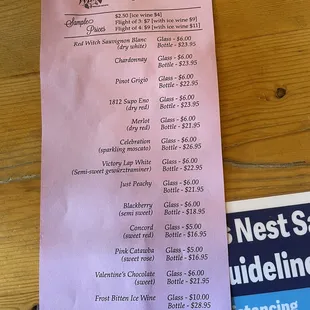 Sample Prices
$2.50 [ice wine $4]
Flight of 3- $7 [with ice wine $9]
Flight of 4- $9 [with ice wine $11]
Red Witch Sauvignon Blanc
(dry white)
Glass - $6.00
Bottle - $23.95
Chardonnay
Glass - $6.00
Bottle - $23.95
Pinot Grigio
Glass - $6.00
Bottle - $22.95
1812 Supo Eno
(dry red)
Glass - $6.00
Bottle - $23.95
Merlot
(dry red)
Glass - $6.00
Bottle - $21.95
Celebration
(sparkling moscato)
Glass - $6.00
Bottle - $26.95
Victory Lap White
(Semi-sweet gewürztraminer)
Glass - $6.00
Bottle - $22.95
Just Peachy
Glass - $6.00
Bottle - $21.95
Blackberry
(semi sweet)
Glass - $6.00
Bottle - $18.95
Concord
(sweet red)
Glass - $5.00
Bottle - $16.95
Pink Catawba
(sweet rose)
Glass - $5.00
Bottle - $16.95
Valentine's Chocolate
(sweet)
Glass - $6.00
Bottle - $21.95
Frost Bitten Ice Wine
Glass - $10.00
Bottle - $28.95
s Nest Sa
uideline
tancing